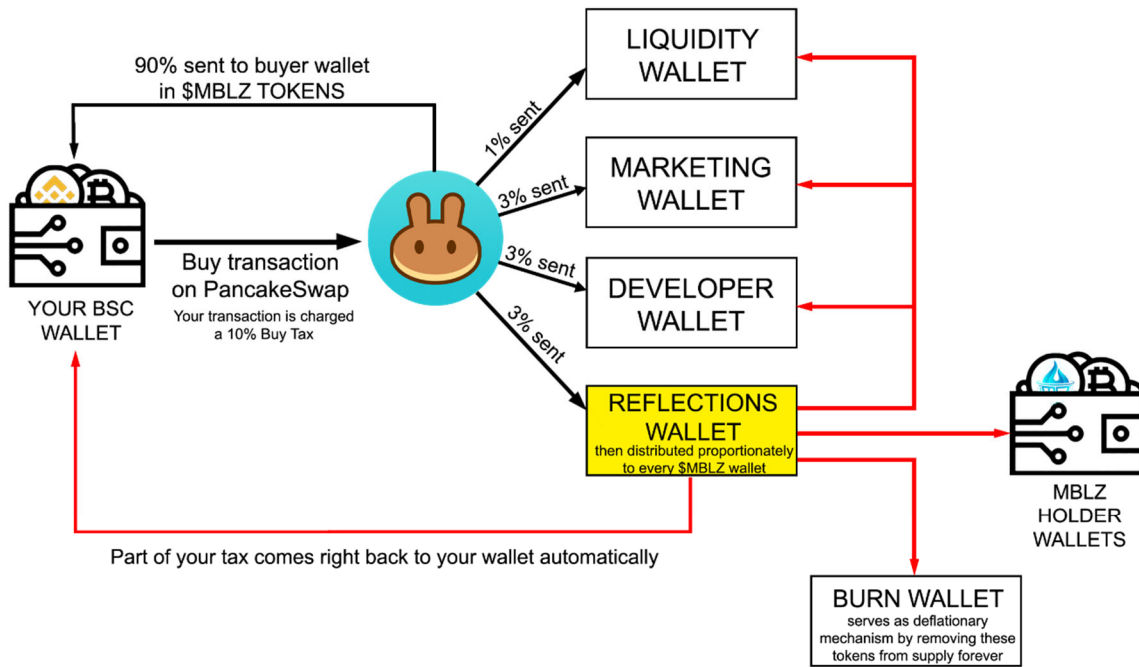 90% sent to buyer wallet
in $MBLZ TOKENS
YOUR BSC
WALLET
Buy transaction
on PancakeSwap
Your transaction is charged
a 10% Buy Tax
1% sent
3% sent
3% sent
3% sent
LIQUIDITY
WALLET
MARKETING
WALLET
DEVELOPER
WALLET
REFLECTIONS
WALLET
then distributed proportionately
to every $MBLZ wallet
MBLZ
HOLDER
WALLETS
Part of your tax comes right back to your wallet automatically
BURN WALLET
serves as deflationary
mechanism by removing these
tokens from supply forever